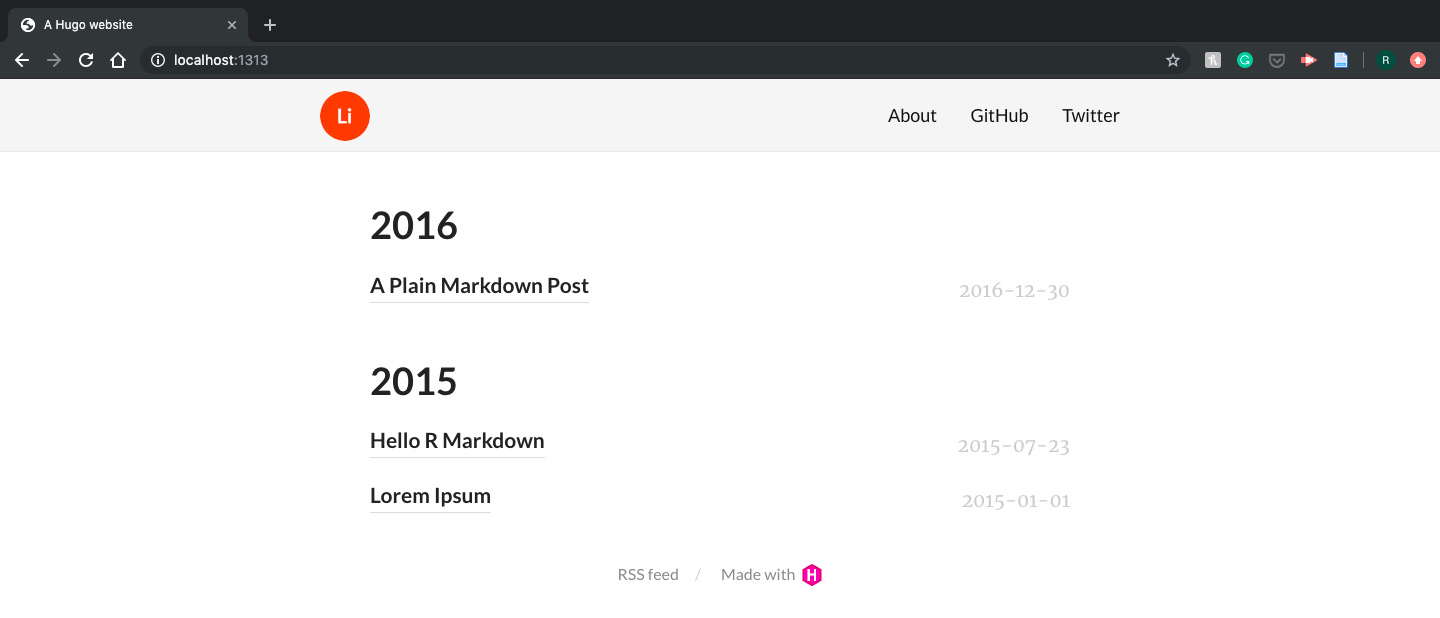 A Hugo website
localhost:1313
R
Li
About GitHub Twitter
2016
A Plain Markdown Post 2016-12-30
2015
Hello R Markdown 2015-07-23
Lorem Ipsum 2015-01-01
RSS feed / Made with H